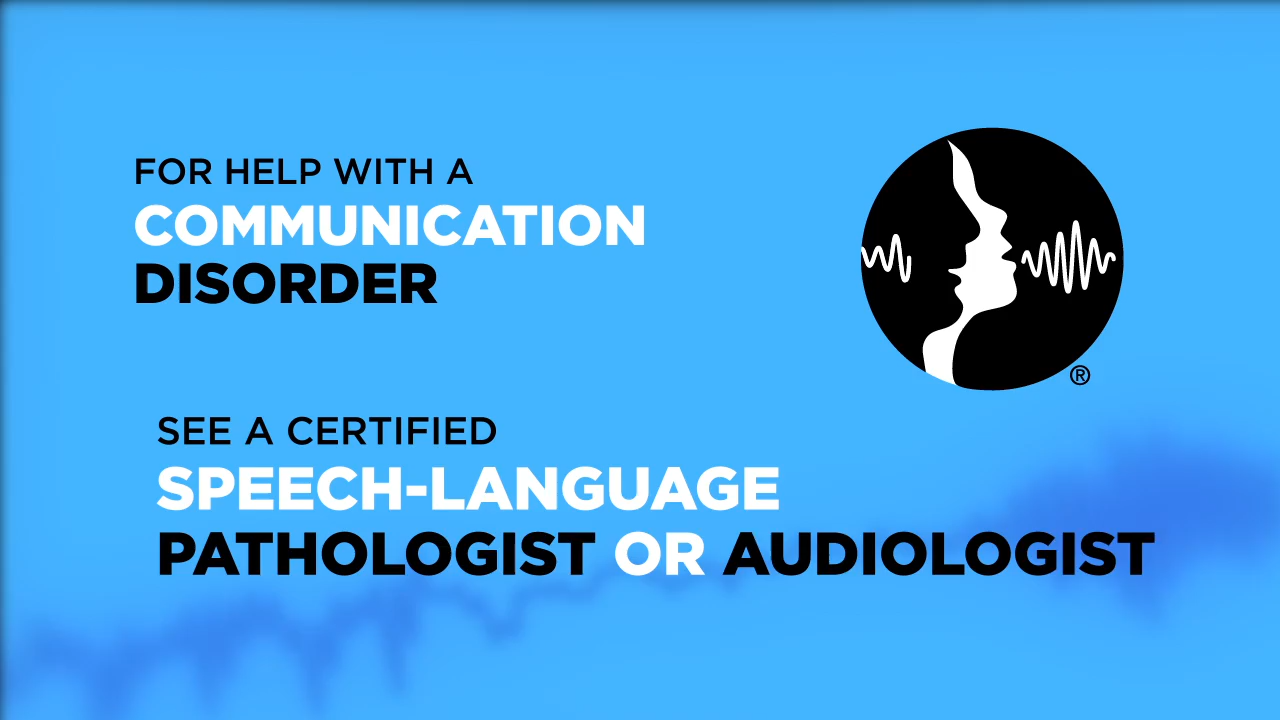 FOR HELP WITH A
COMMUNICATION
DISORDER
®
SEE A CERTIFIED
SPEECH-LANGUAGE
PATHOLOGIST OR AUDIOLOGIST